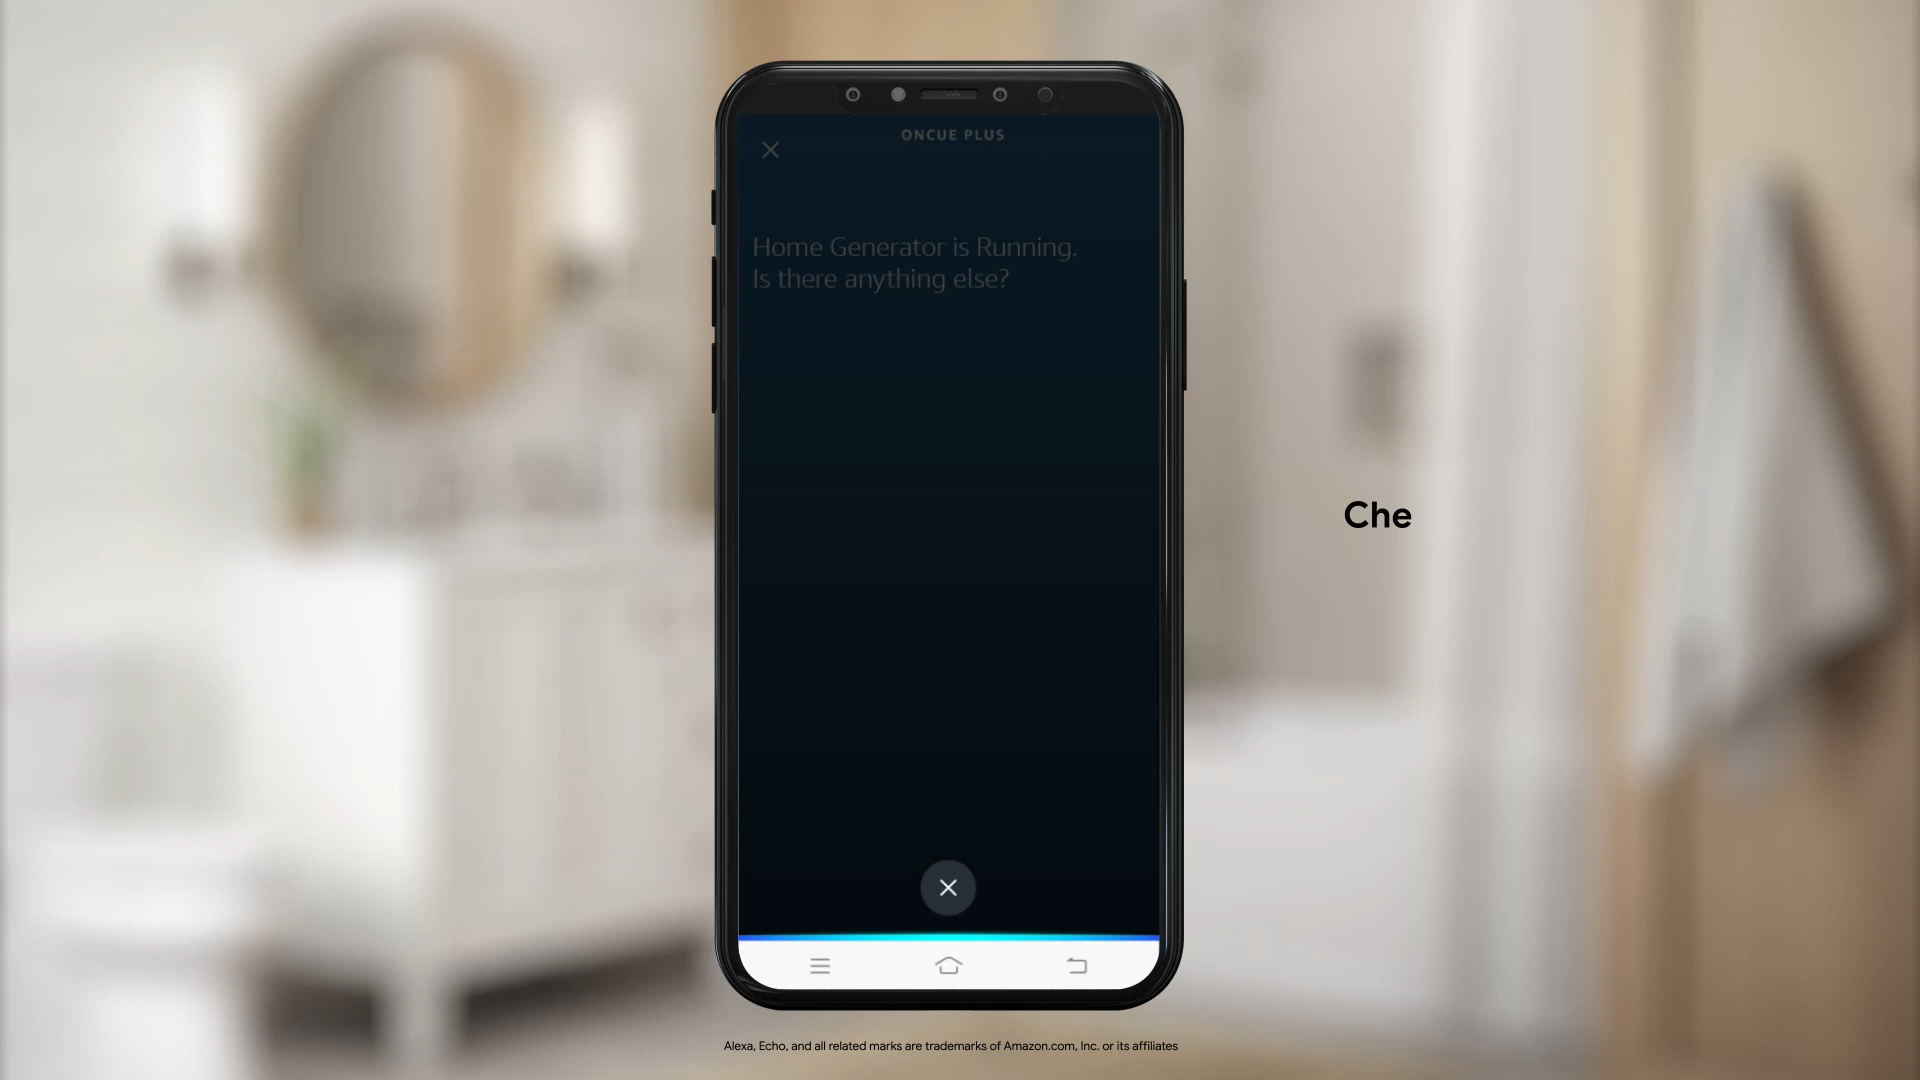 ONCUE PLUS
Home Generator is Running.
Is there anything else?
Che
Alexa, Echo, and all related marks are trademarks of Amazon.com, Inc. or its affiliates